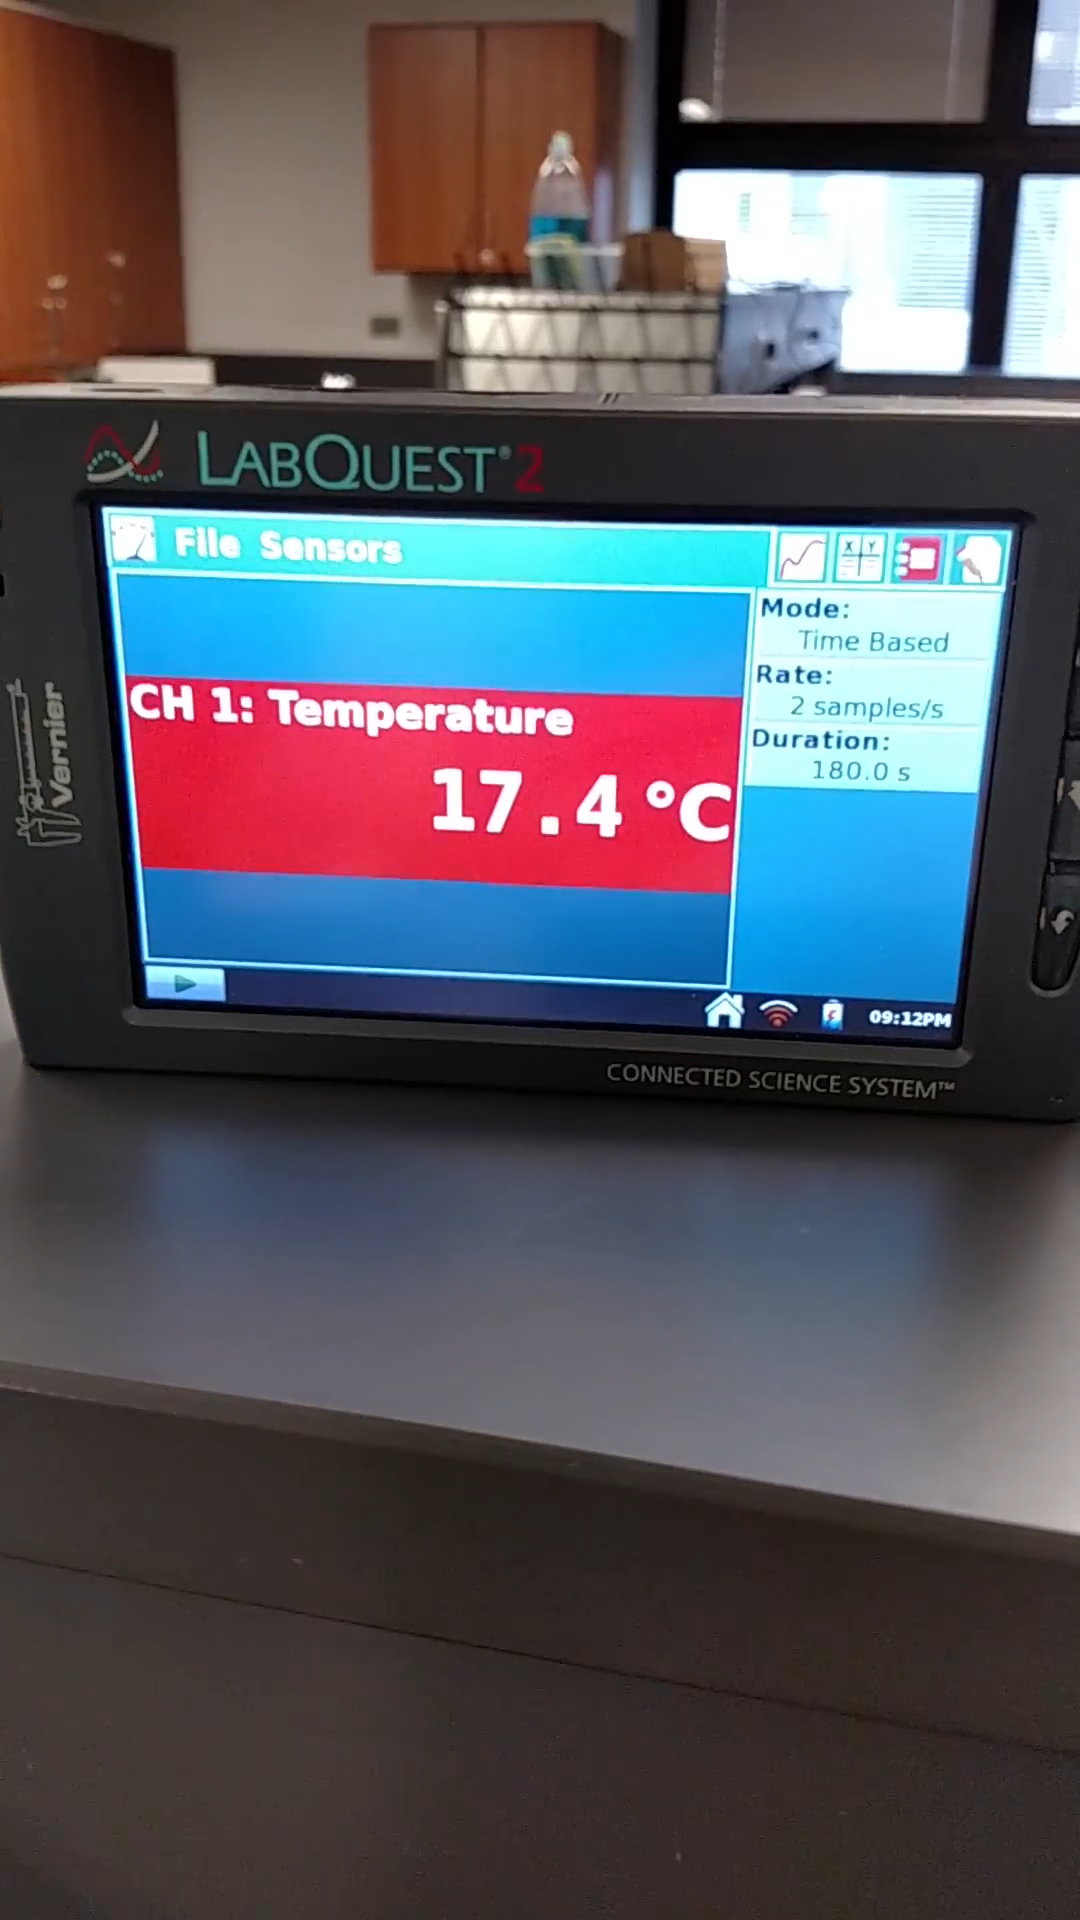 LABQUEST® 2
File Sensors
X Y
Mode:
Time Based
Rate:
2 samples/s
Duration:
180.0 s
CH 1: Temperature
17.4 °C
09:12PM
Vernier
CONNECTED SCIENCE SYSTEM™